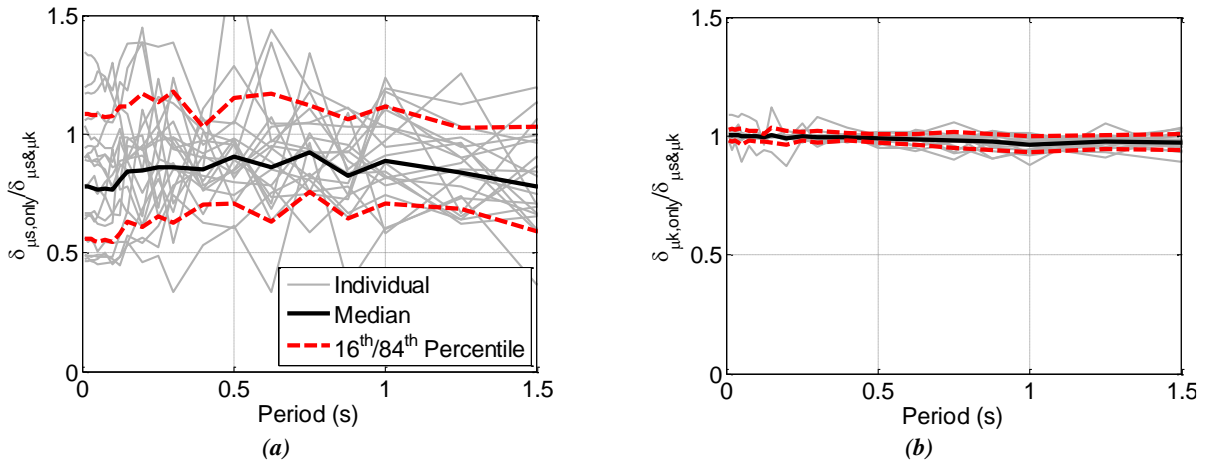 1.5
1
0.5
0
δμs,only/δμs&μk
0 0.5 1 1.5
Period (s)
Individual
Median
16th/84th Percentile
(a)
1.5
1
0.5
0
δμk,only/δμs&μk
0 0.5 1 1.5
Period (s)
(b)